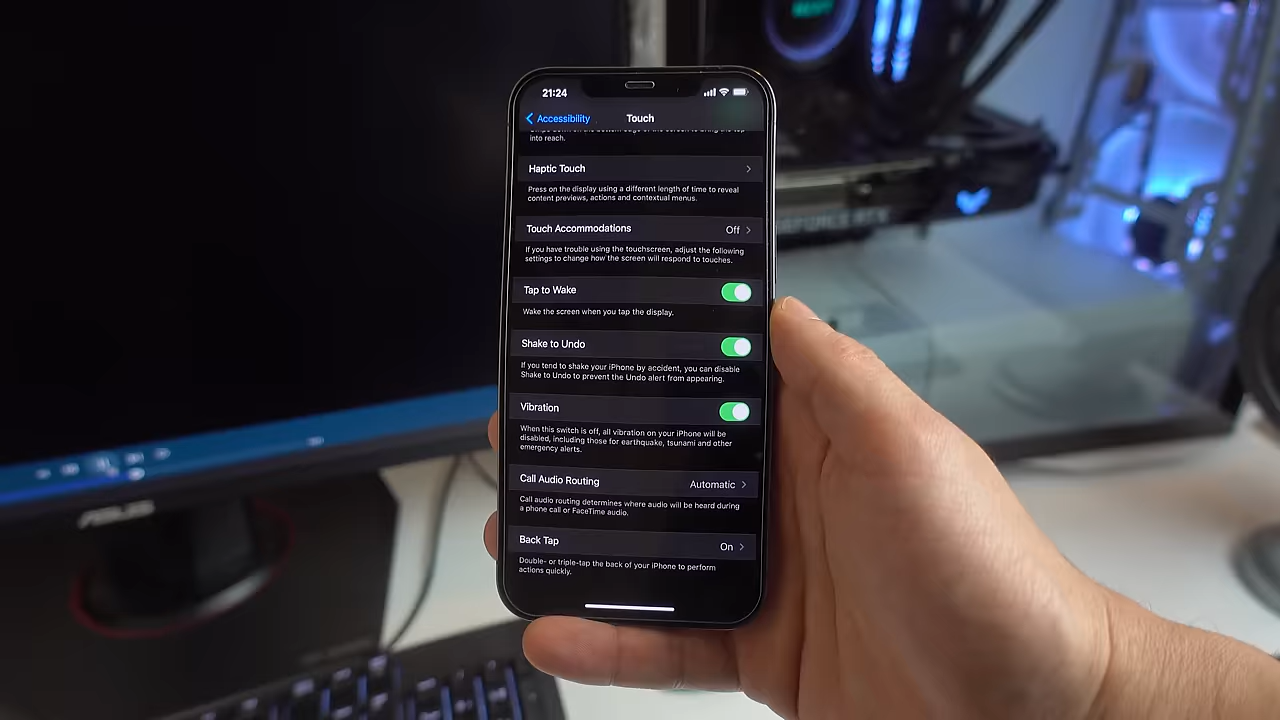 21:24
Accessibility
Touch
into reach.
Haptic Touch
Press on the display using a different length of time to reveal
content previews, actions and contextual menus.
Touch Accommodations
Off
If you have trouble using the touchscreen, adjust the following
settings to change how the screen will respond to touches.
Tap to Wake
Wake the screen when you tap the display.
Shake to Undo
If you tend to shake your iPhone by accident, you can disable
Shake to Undo to prevent the Undo alert from appearing.
Vibration
When this switch is off, all vibration on your iPhone will be
disabled, including those for earthquake, tsunami and other
emergency alerts.
Call Audio Routing
Automatic
Call audio routing determines where audio will be heard during
a phone call or FaceTime audio.
Back Tap
On
Double- or triple-tap the back of your iPhone to perform
actions quickly.
ASUS
GEFORCE RTX